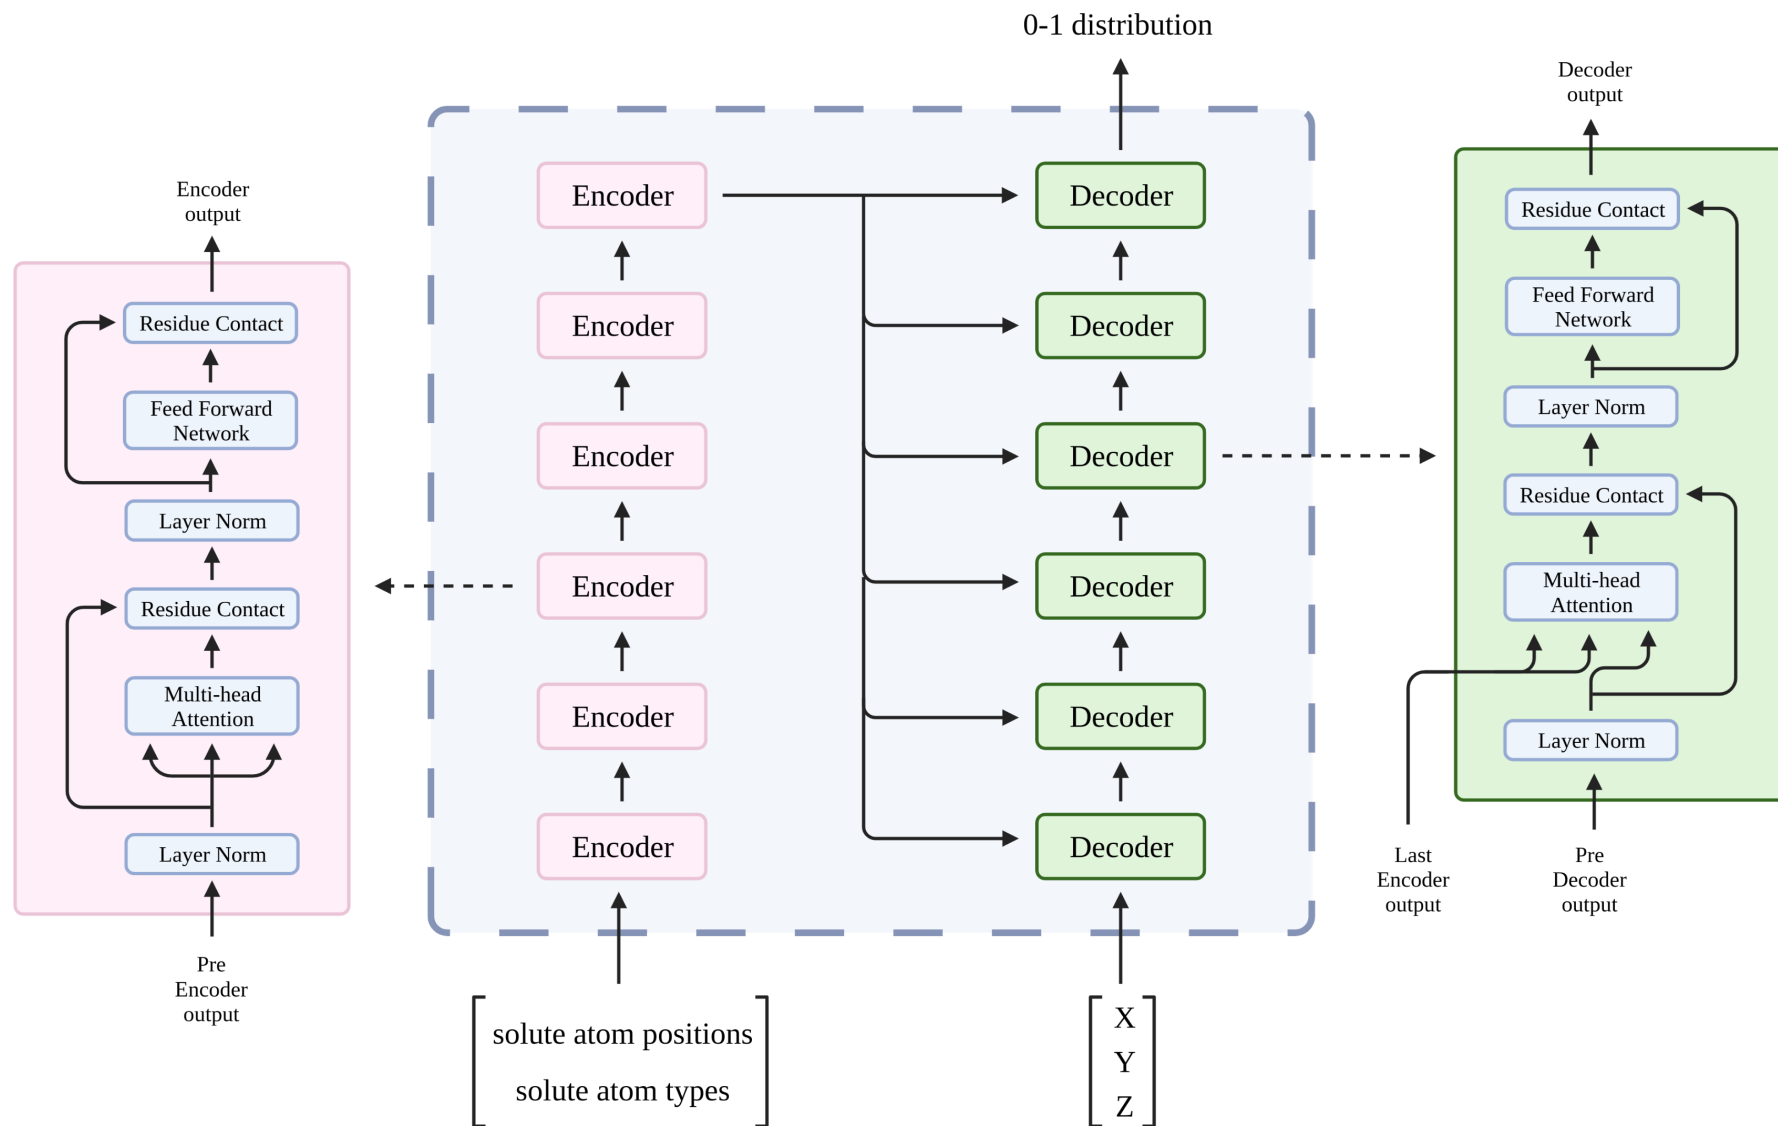 0-1 distribution
Encoder
output
Residue Contact
Feed Forward
Network
Layer Norm
Residue Contact
Multi-head
Attention
Layer Norm
Pre
Encoder
output
Encoder
Encoder
Encoder
Encoder
Encoder
Encoder
solute atom positions
solute atom types
Decoder
Decoder
Decoder
Decoder
Decoder
Decoder
X
Y
Z
Decoder
output
Residue Contact
Feed Forward
Network
Layer Norm
Residue Contact
Multi-head
Attention
Layer Norm
Last
Encoder
output
Pre
Decoder
output